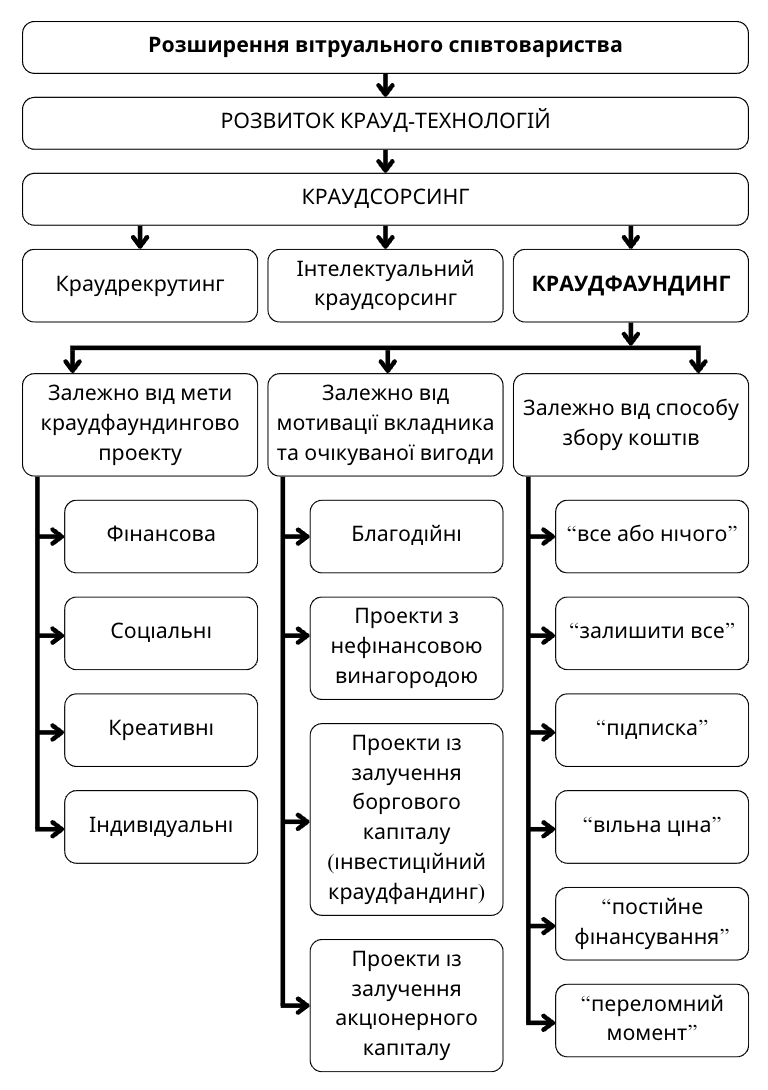 Розширення вітруального співтовариства
РОЗВИТОК КРАУД-ТЕХНОЛОГІЙ
КРАУДСОРСИНГ
Краудрекрутинг
Інтелектуальний
краудсорсинг
КРАУДФАУНДИНГ
Залежно від мети
краудфаундингово
проекту
Залежно від
мотивації вкладника
та очікуваної вигоди
Залежно від способу
збору коштів
Фінансова
Соціальні
Креативні
Індивідуальні
Благодійні
Проекти з
нефінансовою
винагородою
Проекти із
залучення
боргового
капіталу
(інвестиційний
краудфандинг)
Проекти із
залучення
акціонерного
капіталу
“все або нічого”
“залишити все”
“підписка”
“вільна ціна”
“постійне
фінансування”
“переломний
момент”